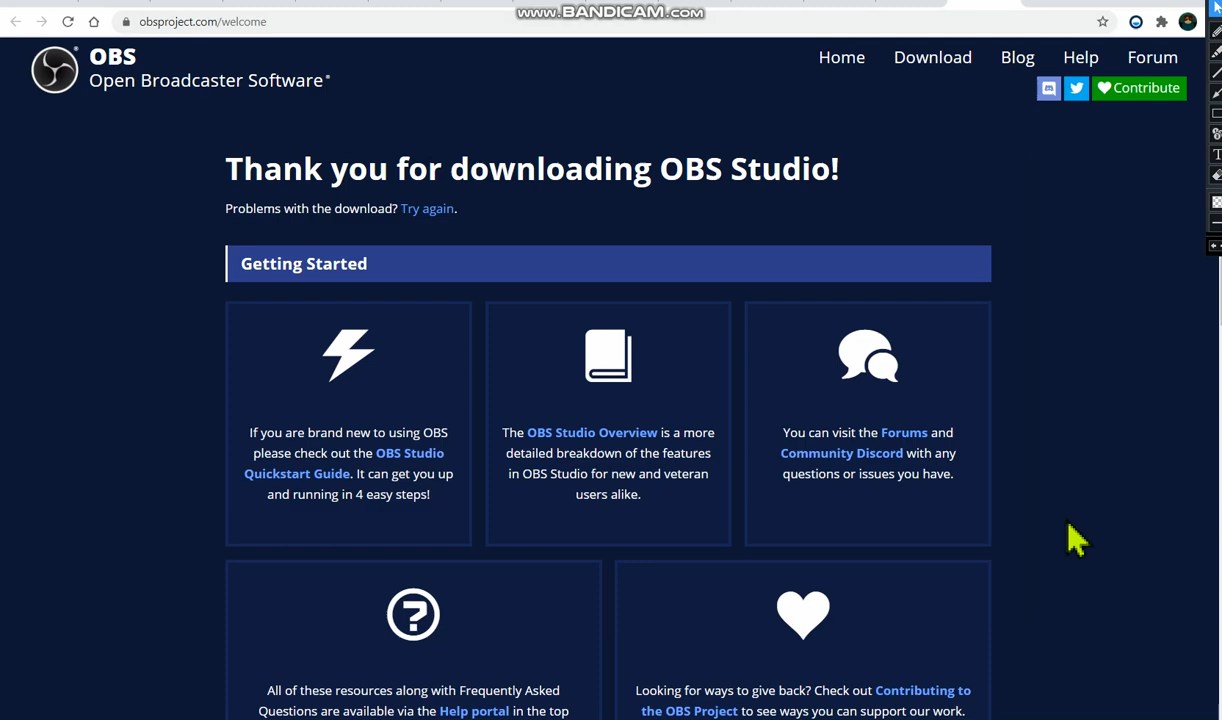 www.BANDICAM.com
obsproject.com/welcome
OBS
Open Broadcaster Software®
Home Download Blog Help Forum
Contribute
Thank you for downloading OBS Studio!
Problems with the download? Try again.
Getting Started
If you are brand new to using OBS
please check out the OBS Studio
Quickstart Guide. It can get you up
and running in 4 easy steps!
The OBS Studio Overview is a more
detailed breakdown of the features
in OBS Studio for new and veteran
users alike.
You can visit the Forums and
Community Discord with any
questions or issues you have.
All of these resources along with Frequently Asked
Questions are available via the Help portal in the top
Looking for ways to give back? Check out Contributing to
the OBS Project to see ways you can support our work.